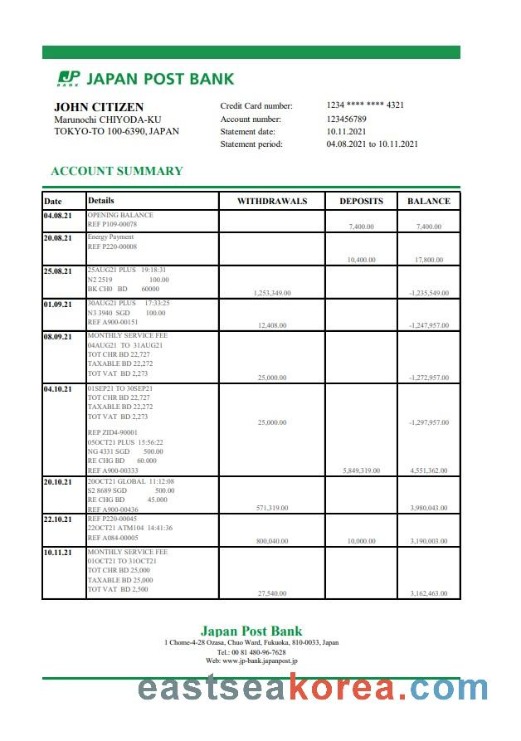 JP
BANK
JAPAN POST BANK
JOHN CITIZEN
Marunochi CHIYODA-KU
TOKYO-TO 100-6390, JAPAN
Credit Card number: 1234 **** **** 4321
Account number: 123456789
Statement date: 10.11.2021
Statement period: 04.08.2021 to 10.11.2021
ACCOUNT SUMMARY
Date Details WITHDRAWALS DEPOSITS BALANCE
04.08.21 OPENING BALANCE
REF P109-00078 7,400.00 7,400.00
20.08.21 Energy Payment
REF P220-00008
10,400.00 17,800.00
25.08.21 25AUG21 PLUS 19:18:31
N2 2519 100.00
BK CH0 BD 60000
1,253,349.00 -1,235,549.00
01.09.21 30AUG21 PLUS 17:33:25
N3 3940 SGD 100.00
REF A900-00151 12,408.00 -1,247,957.00
08.09.21 MONTHLY SERVICE FEE
04AUG21 TO 31AUG21
TOT CHR BD 22,727
TAXABLE BD 22,272
TOT VAT BD 2,273 25,000.00 -1,272,957.00
04.10.21 01SEP21 TO 30SEP21
TOT CHR BD 22,727
TAXABLE BD 22,272
TOT VAT BD 2,273
25,000.00 -1,297,957.00
REP ZID4-90001
05OCT21 PLUS 15:56:22
NG 4331 SGD 500.00
RE CHG BD 60.000
REF A900-00333 5,849,319.00 4,551,362.00
20.10.21 20OCT21 GLOBAL 11:12:08
S2 8689 SGD 500.00
RE CHG BD 45.000
REF A900-00436 571,319.00 3,980,043.00
22.10.21 REF P220-00045
22OCT21 ATM104 14:41:36
REF A084-00005 800,040.00 10,000.00 3,190,003.00
10.11.21 MONTHLY SERVICE FEE
01OCT21 TO 31OCT21
TOT CHR BD 25,000
TAXABLE BD 25,000
TOT VAT BD 2,500 27,540.00 3,162,463.00
Japan Post Bank
1 Chome-4-28 Ozasa, Chuo Ward, Fukuoka, 810-0033, Japan
Tel.: 00 81 480-96-7628
Web: www.jp-bank.japanpost.jp
eastseakorea.com